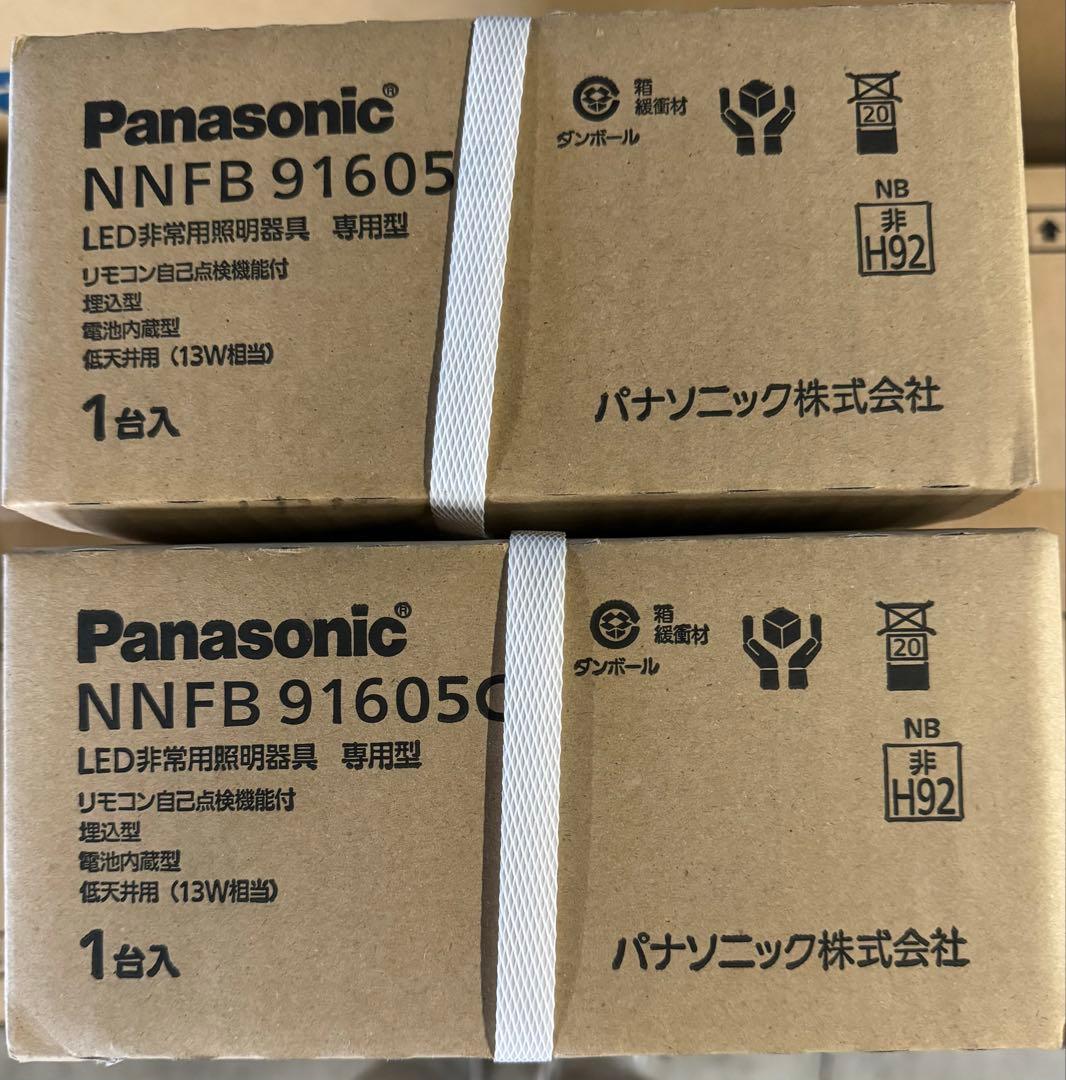 Panasonic®
NNFB 91605
LED非常用照明器具 専用型
リモコン自己点検機能付
埋込型
電池内蔵型
低天井用（13W相当）
1台入
箱
緩衝材
ダンボール
20
NB
非
H92
パナソニック株式会社
Panasonic®
NNFB 91605C
LED非常用照明器具 専用型
リモコン自己点検機能付
埋込型
電池内蔵型
低天井用（13W相当）
1台入
箱
緩衝材
ダンボール
20
NB
非
H92
パナソニック株式会社